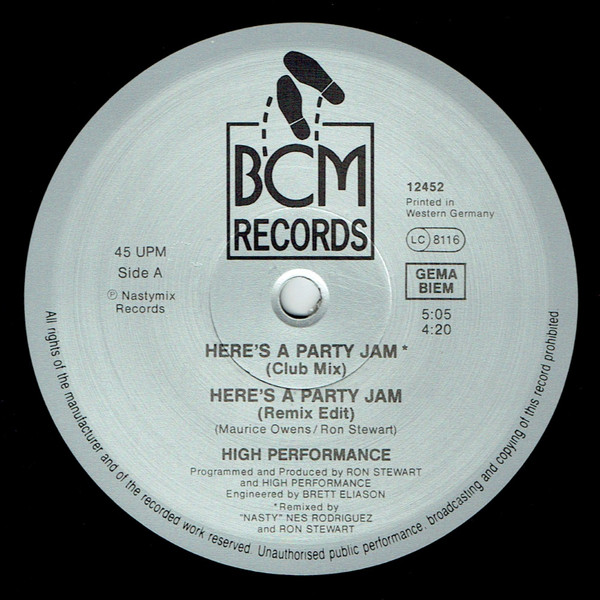 BCM
RECORDS
12452
Printed in
Western Germany
LC 8116
GEMA
BIEM
45 UPM
Side A
℗ Nastymix
Records
5:05
4:20
HERE'S A PARTY JAM *
(Club Mix)
HERE'S A PARTY JAM
(Remix Edit)
(Maurice Owens / Ron Stewart)
HIGH PERFORMANCE
Programmed and Produced by RON STEWART
and HIGH PERFORMANCE
Engineered by BRETT ELIASON
*Remixed by
"NASTY" NES RODRIGUEZ
and RON STEWART
All rights of the manufacturer and of the recorded work reserved. Unauthorised public performance, broadcasting and copying of this record prohibited